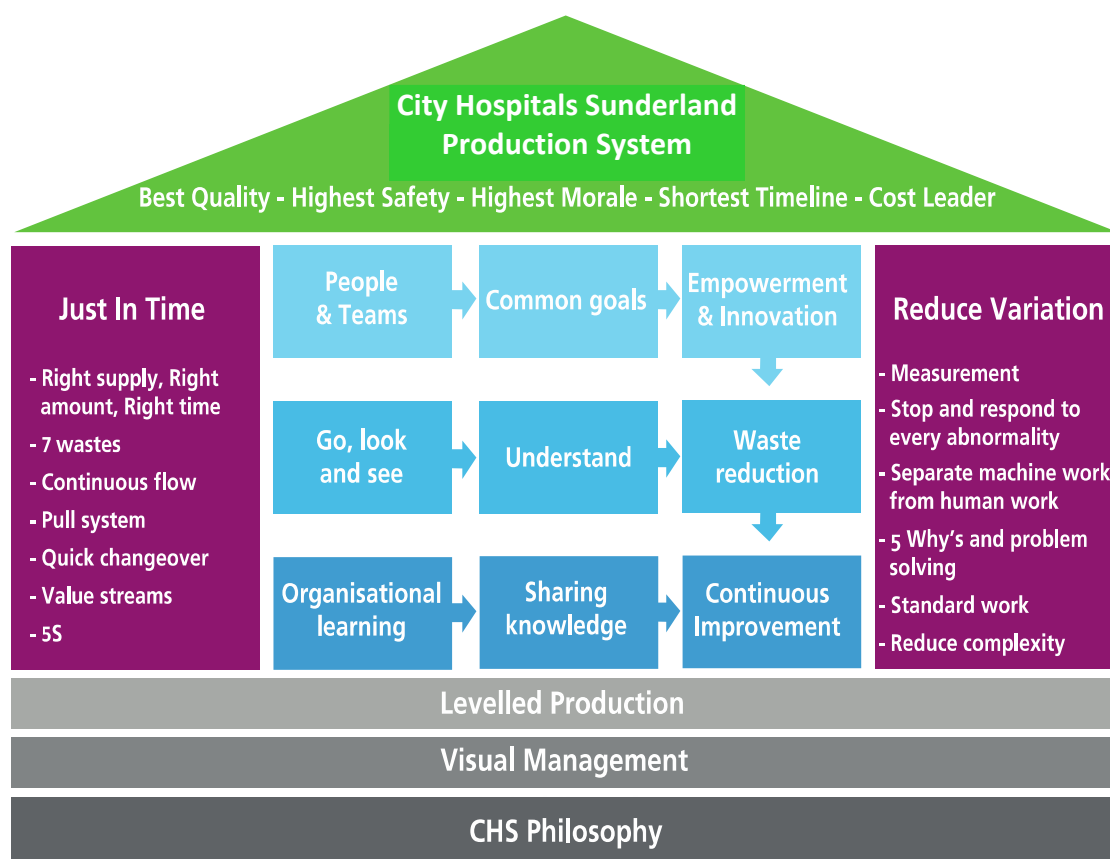 City Hospitals Sunderland
Production System
Best Quality - Highest Safety - Highest Morale - Shortest Timeline - Cost Leader
Just In Time
- Right supply, Right
amount, Right time
- 7 wastes
- Continuous flow
- Pull system
- Quick changeover
- Value streams
- 5S
People
& Teams
Common goals
Empowerment
& Innovation
Go, look
and see
Understand
Waste
reduction
Organisational
learning
Sharing
knowledge
Continuous
Improvement
Reduce Variation
- Measurement
- Stop and respond to
every abnormality
- Separate machine work
from human work
- 5 Why's and problem
solving
- Standard work
- Reduce complexity
Levelled Production
Visual Management
CHS Philosophy